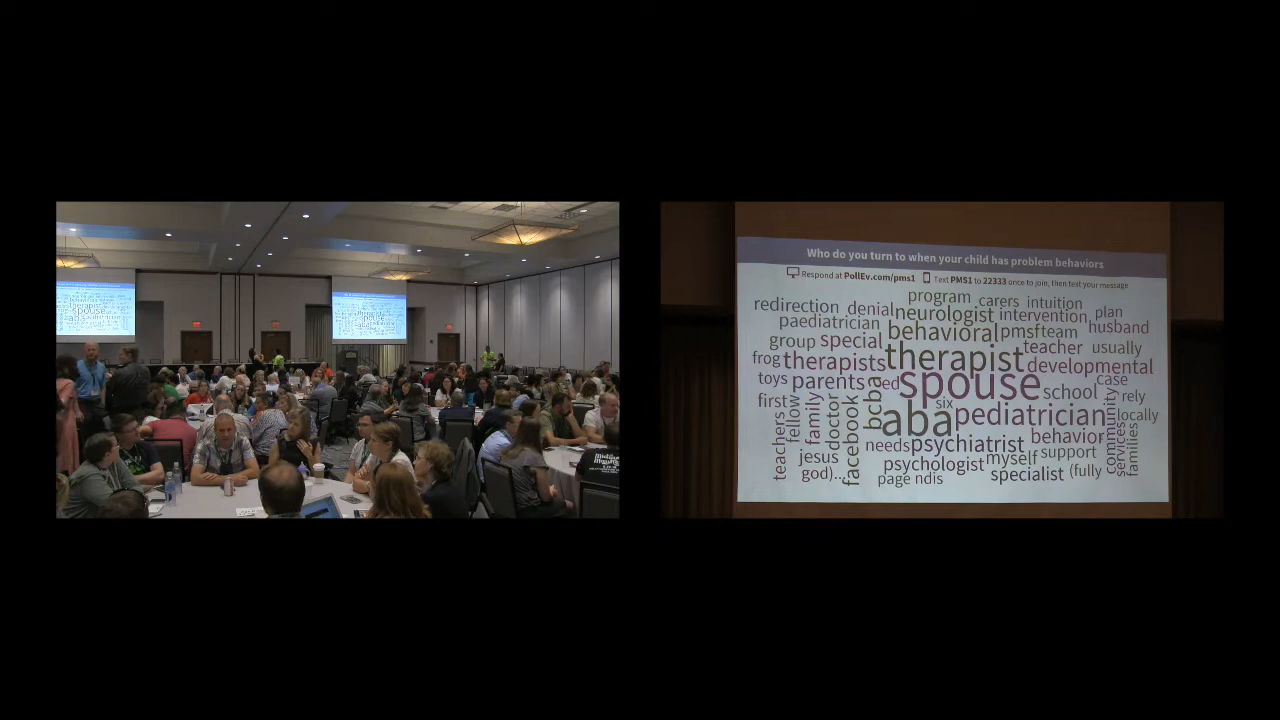 Who do you turn to when your child has problem behaviors
Respond at PollEv.com/pms1 Text PMS1 to 22333 once to join, then text your message
program carers intuition
redirection denial neurologist intervention plan
paediatrician behavioral pmsf team husband
group special therapist teacher usually
frog therapists developmental
toys parents ed spouse school case
first six rely
teachers fellow family doctor facebook bcba aba pediatrician community locally
needs psychiatrist behavior services families
jesus psychologist myself support
god)... page ndis specialist (fully